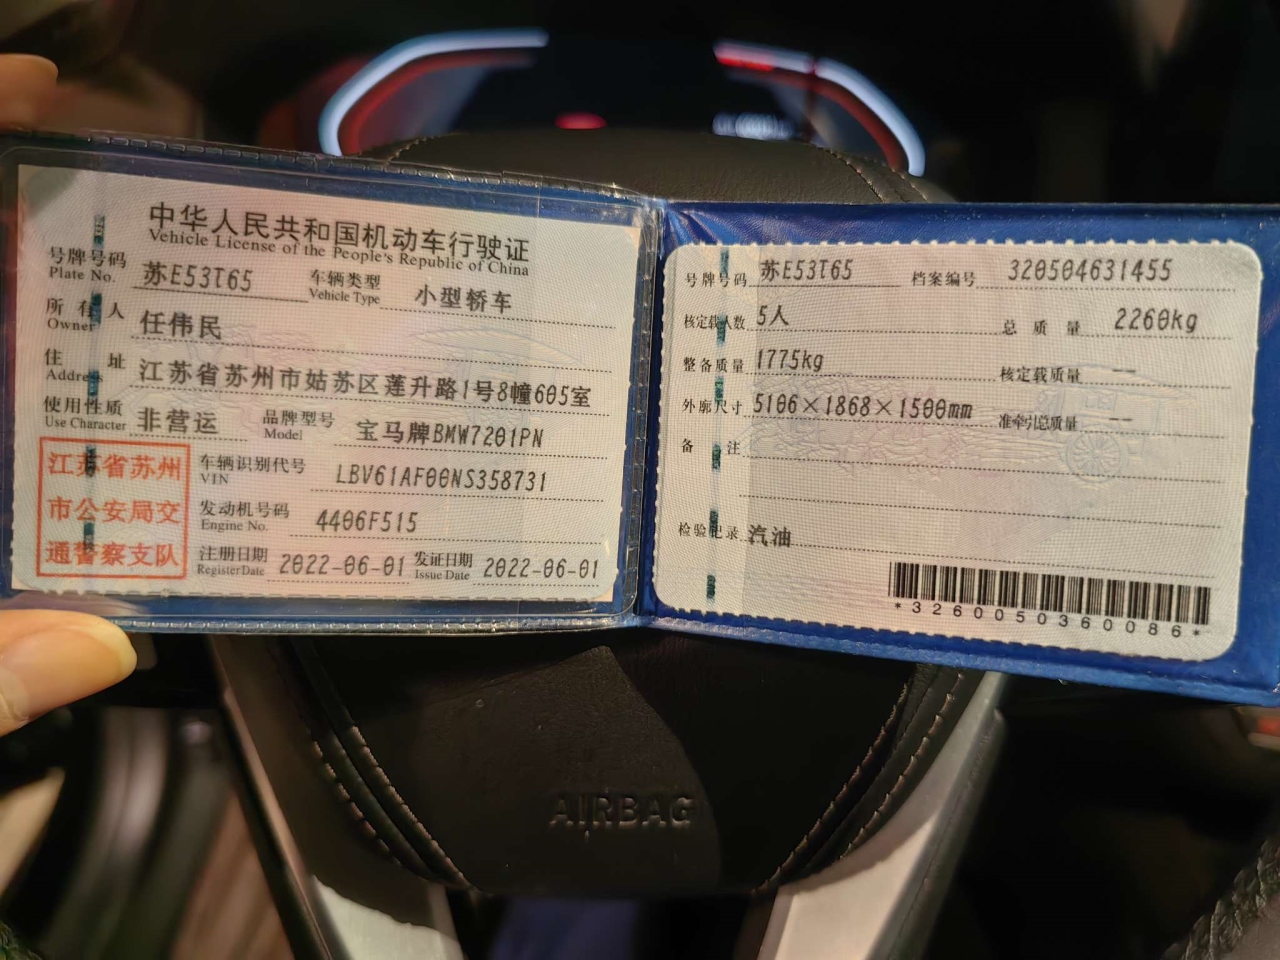 中华人民共和国机动车行驶证
Vehicle License of the People's Republic of China
号牌号码 苏E53T65 车辆类型 小型轿车
Plate No. Vehicle Type
所有人 任伟民
Owner
住址 江苏省苏州市姑苏区莲升路1号8幢605室
Address
使用性质 非营运 品牌型号 宝马牌BMW7201PN
Use Character Model
江苏省苏州
市公安局交
通警察支队
车辆识别代号 LBV61AF00NS358731
VIN
发动机号码 4406F515
Engine No.
注册日期 2022-06-01 发证日期 2022-06-01
Register Date Issue Date
号牌号码 苏E53T65 档案编号 320504631455
核定载人数 5人 总质量 2260kg
整备质量 1775kg 核定载质量 --
外廓尺寸 5106×1868×1500mm 准牵引总质量 --
备注
检验记录 汽油
*3260050360086*
AIRBAG